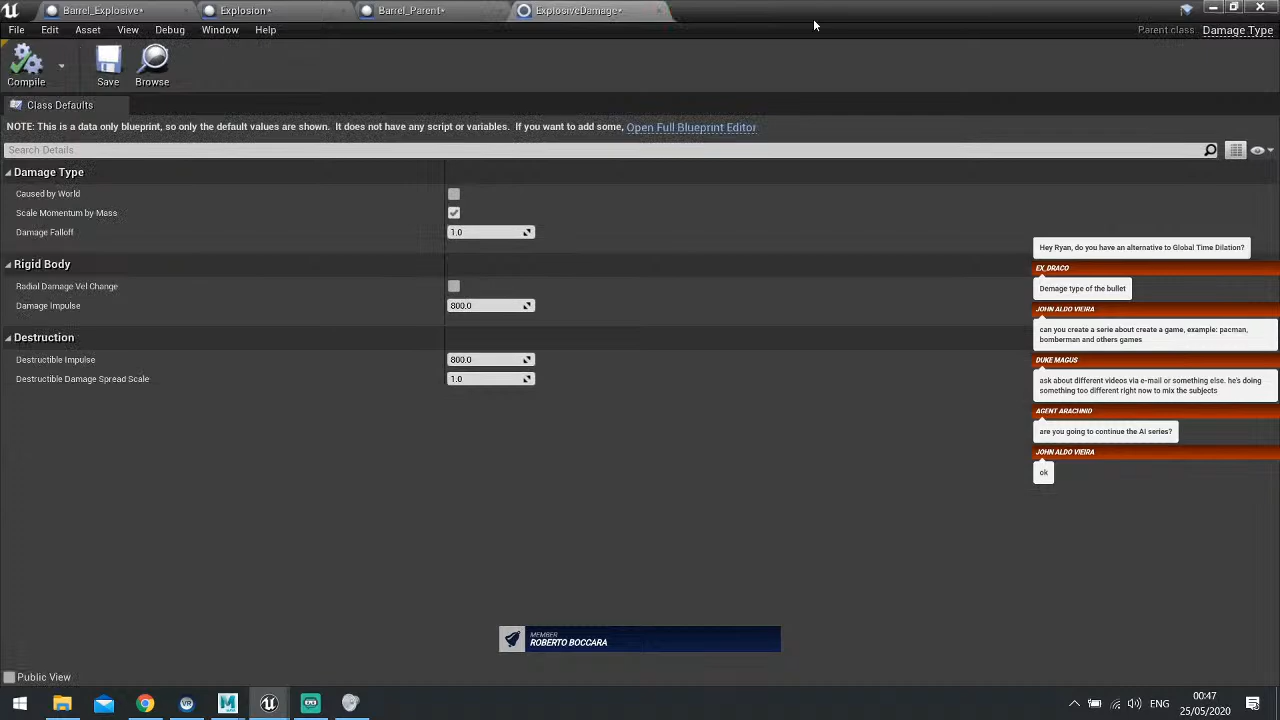 Barrel_Explosive*
Explosion*
Barrel_Parent*
ExplosiveDamage*
File
Edit
Asset
View
Debug
Window
Help
Parent class
Damage Type
Compile
Save
Browse
Class Defaults
NOTE: This is a data only blueprint, so only the default values are shown. It does not have any script or variables. If you want to add some, Open Full Blueprint Editor
Search Details
Damage Type
Caused by World
Scale Momentum by Mass
Damage Falloff
1.0
Rigid Body
Radial Damage Vel Change
Damage Impulse
800.0
Destruction
Destructible Impulse
800.0
Destructible Damage Spread Scale
1.0
Hey Ryan, do you have an alternative to Global Time Dilation?
EX_DRACO
Demage type of the bullet
JOHN ALDO VIEIRA
can you create a serie about create a game, example: pacman,
bomberman and others games
DUKE MAGUS
ask about different videos via e-mail or something else. he's doing
something too different right now to mix the subjects
AGENT ARACHNID
are you going to continue the AI series?
JOHN ALDO VIEIRA
ok
MEMBER
ROBERTO BOCCARA
Public View
VR
M
ENG
00:47
25/05/2020